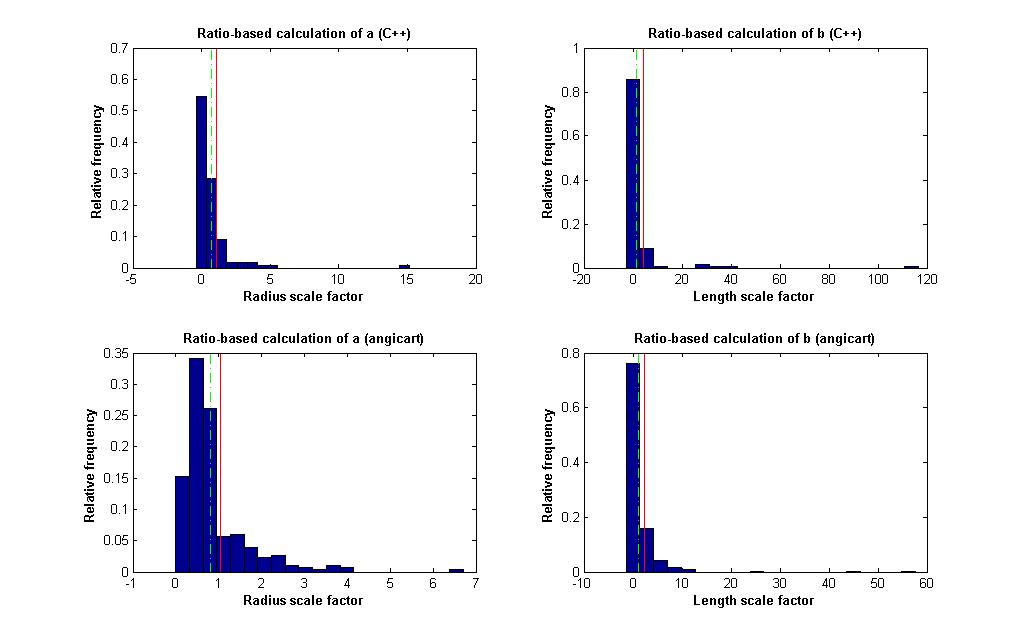 Ratio-based calculation of a (C++)
0.7
0.6
0.5
0.4
0.3
0.2
0.1
0
Relative frequency
-5 0 5 10 15 20
Radius scale factor
Ratio-based calculation of b (C++)
1
0.8
0.6
0.4
0.2
0
Relative frequency
-20 0 20 40 60 80 100 120
Length scale factor
Ratio-based calculation of a (angicart)
0.35
0.3
0.25
0.2
0.15
0.1
0.05
0
Relative frequency
-1 0 1 2 3 4 5 6 7
Radius scale factor
Ratio-based calculation of b (angicart)
0.8
0.6
0.4
0.2
0
Relative frequency
-10 0 10 20 30 40 50 60
Length scale factor